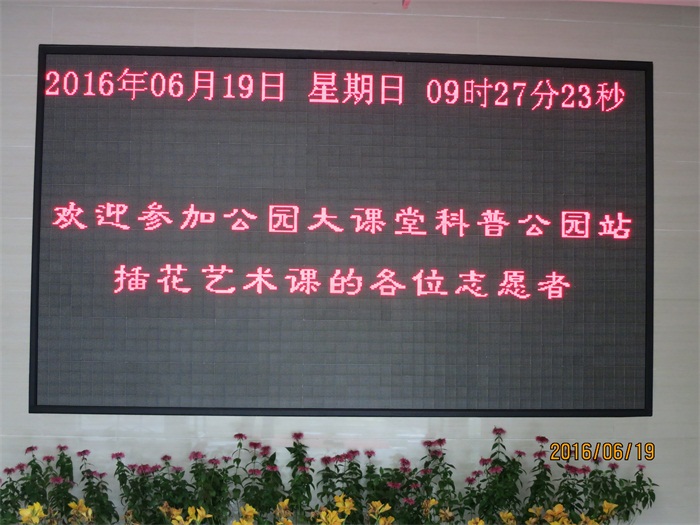 2016年06月19日 星期日 09时27分23秒
欢迎参加公园大课堂科普公园站
插花艺术课的各位志愿者
2016/06/19